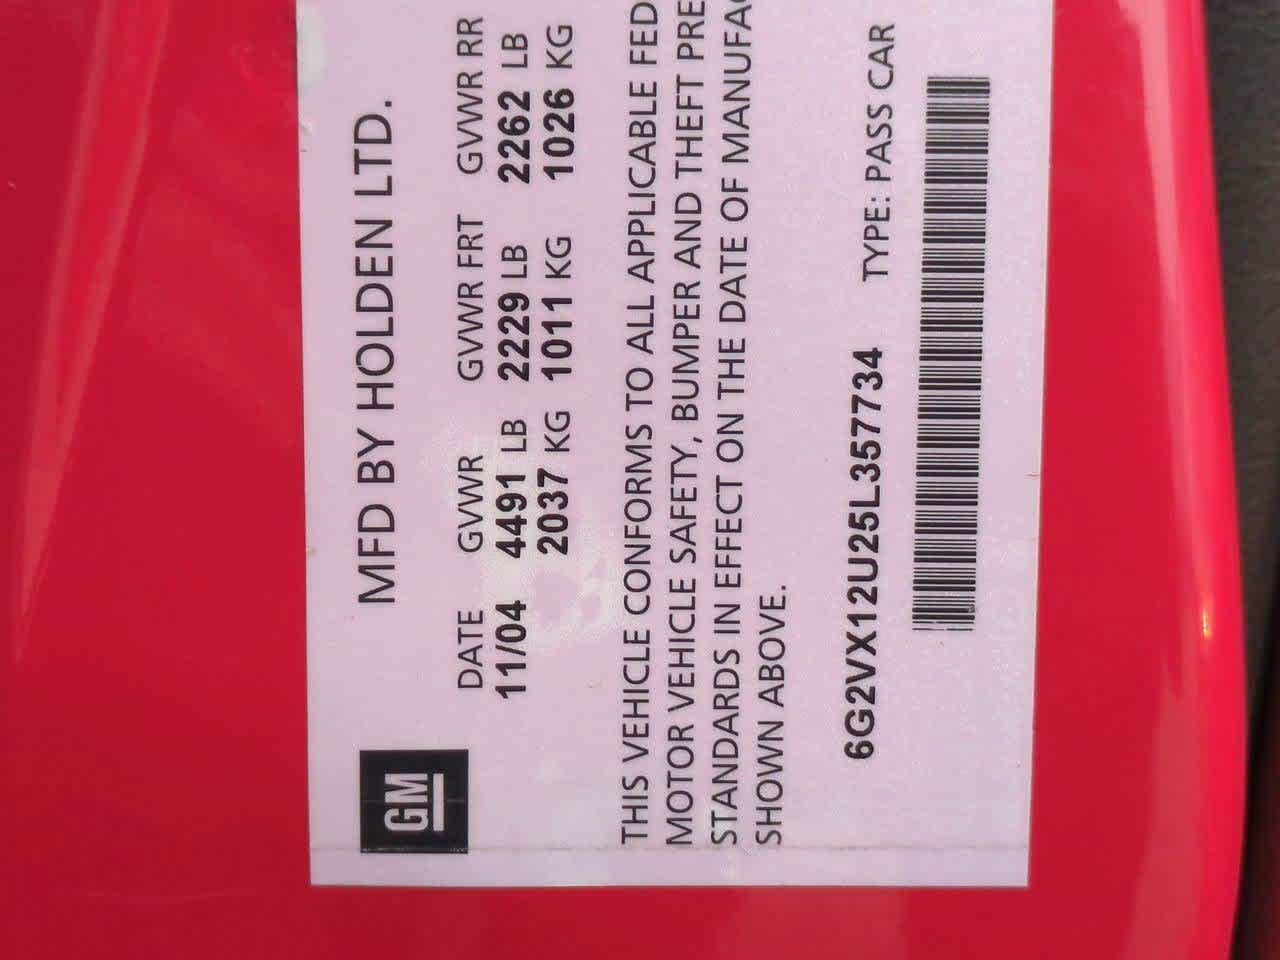 GM
MFD BY HOLDEN LTD.
DATE GVWR GVWR FRT GVWR RR
11/04 4491 LB 2229 LB 2262 LB
2037 KG 1011 KG 1026 KG
THIS VEHICLE CONFORMS TO ALL APPLICABLE FED
MOTOR VEHICLE SAFETY, BUMPER AND THEFT PRE
STANDARDS IN EFFECT ON THE DATE OF MANUFA
SHOWN ABOVE.
6G2VX12U25L357734 TYPE: PASS CAR